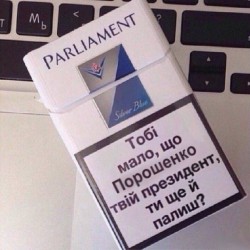 PARLIAMENT
Silver Blue
Тобі
мало, що
Порошенко
твій президент,
ти ще й
палиш?